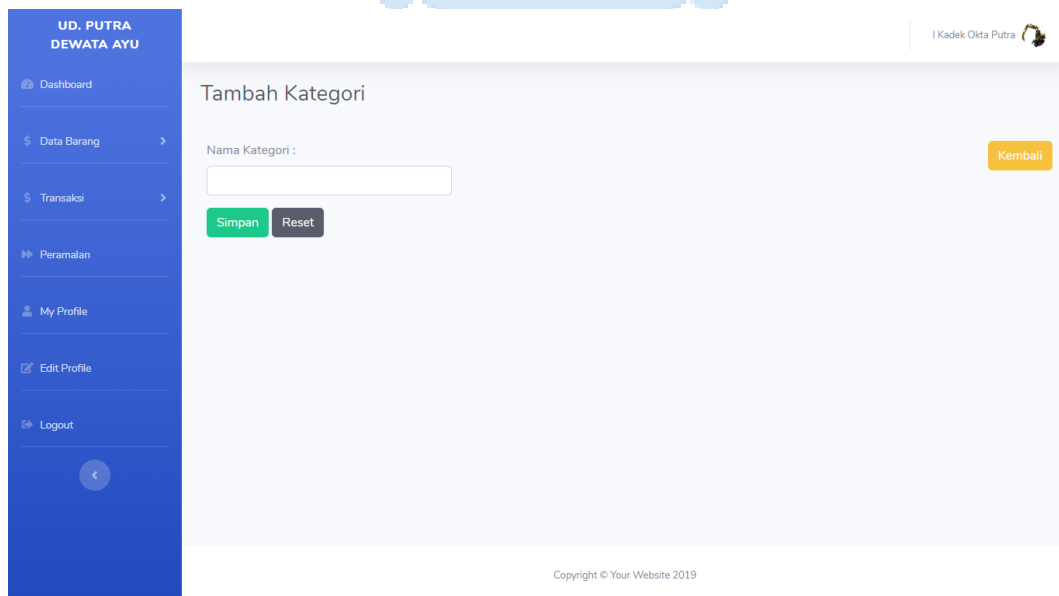 UD. PUTRA
DEWATA AYU
I Kadek Okta Putra
Dashboard
Data Barang
Transaksi
Peramalan
My Profile
Edit Profile
Logout
Tambah Kategori
Nama Kategori :
Kembali
Simpan
Reset
Copyright © Your Website 2019